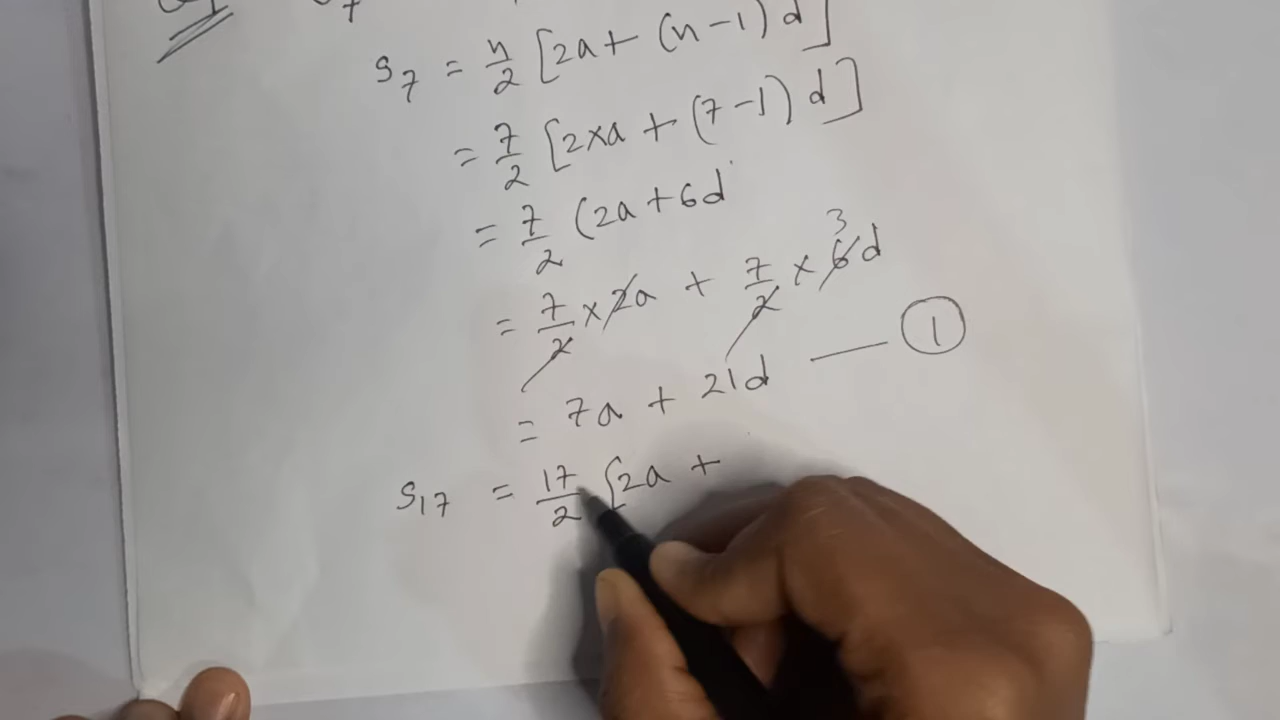 S₇ = n/2 [2a + (n-1) d]
= 7/2 [2xa + (7-1) d]
= 7/2 (2a+6d
= 7/2 x 2a + 7/2 x 6d 3
= 7a + 21d — 1
S₁₇ = 17/2 [2a +